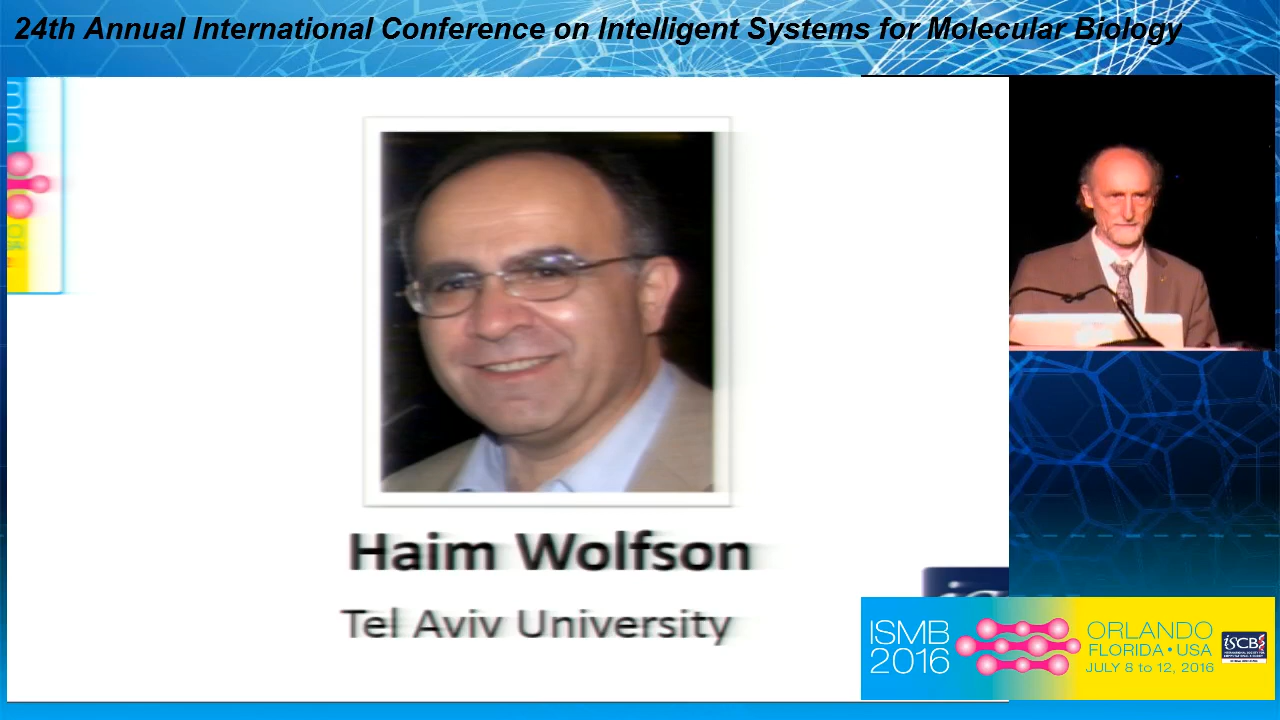 24th Annual International Conference on Intelligent Systems for Molecular Biology
Haim Wolfson
Tel Aviv University
ISMB
2016
ORLANDO
FLORIDA • USA
JULY 8 to 12, 2016
iSCB